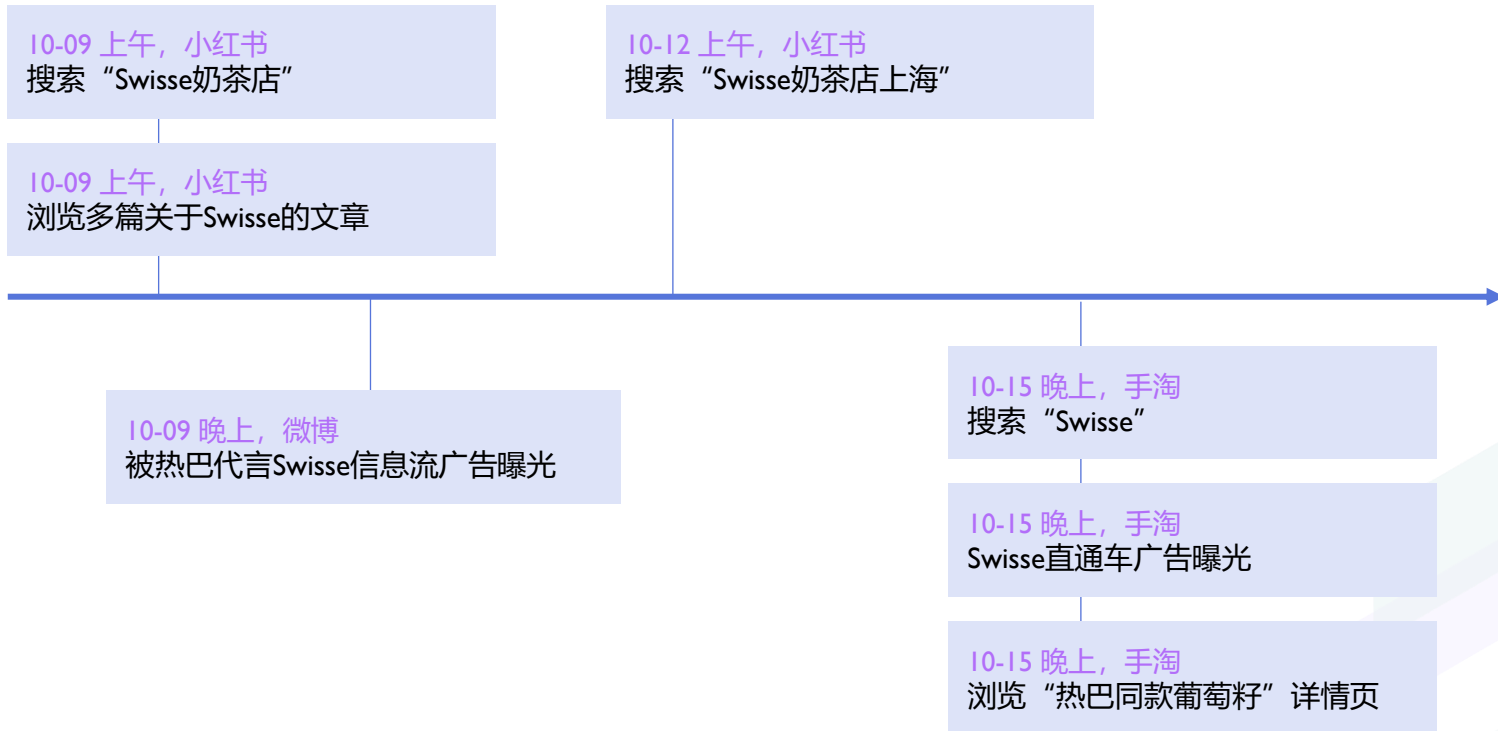 10-09 上午，小红书
搜索“Swisse奶茶店”
10-09 上午，小红书
浏览多篇关于Swisse的文章
10-09 晚上，微博
被热巴代言Swisse信息流广告曝光
10-12 上午，小红书
搜索“Swisse奶茶店上海”
10-15 晚上，手淘
搜索“Swisse”
10-15 晚上，手淘
Swisse直通车广告曝光
10-15 晚上，手淘
浏览“热巴同款葡萄籽”详情页